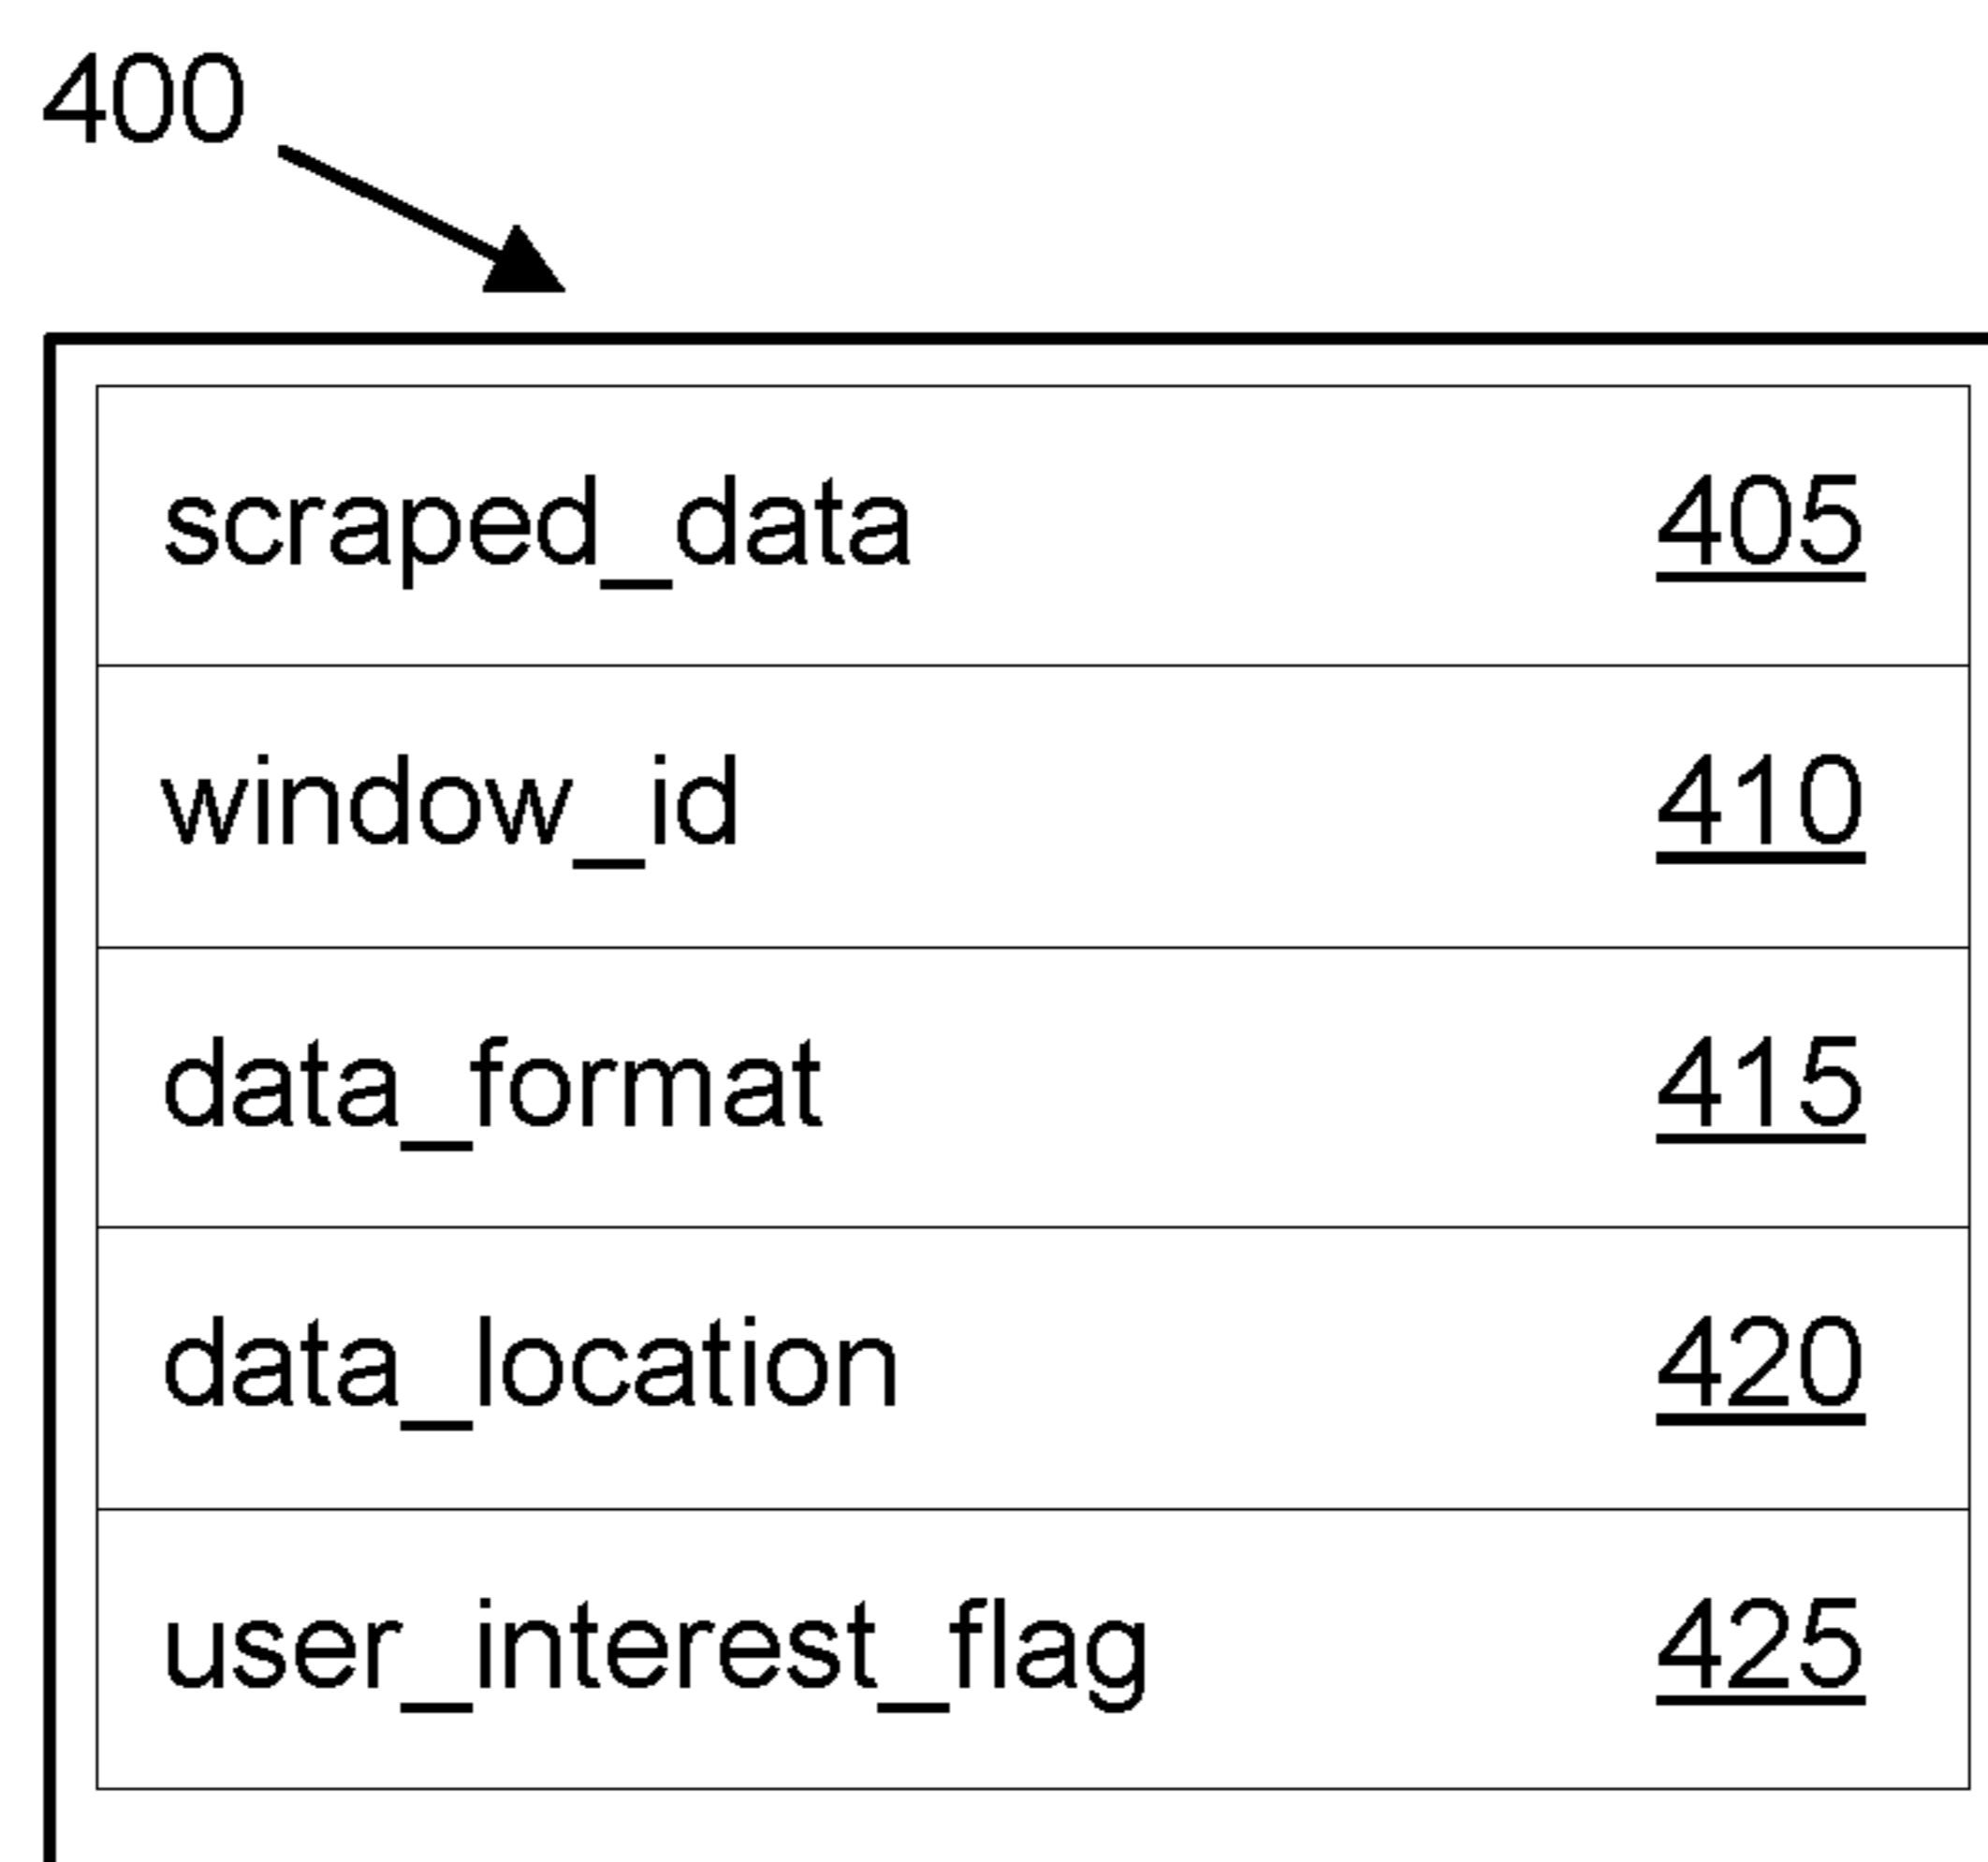 400
scraped_data 405
window_id 410
data_format 415
data_location 420
user_interest_flag 425